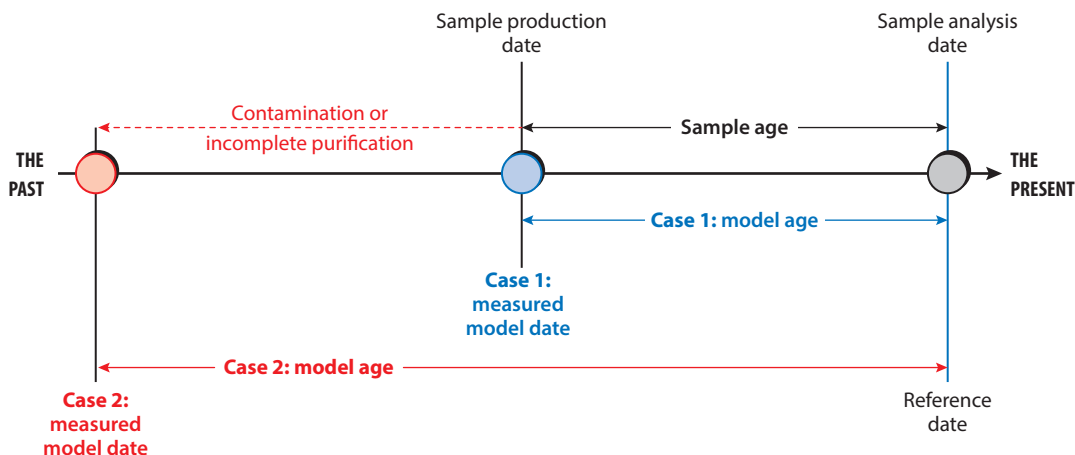 Sample production
date
Sample analysis
date
Contamination or
incomplete purification
Sample age
THE
PAST
THE
PRESENT
Case 1: model age
Case 1:
measured
model date
Case 2: model age
Case 2:
measured
model date
Reference
date